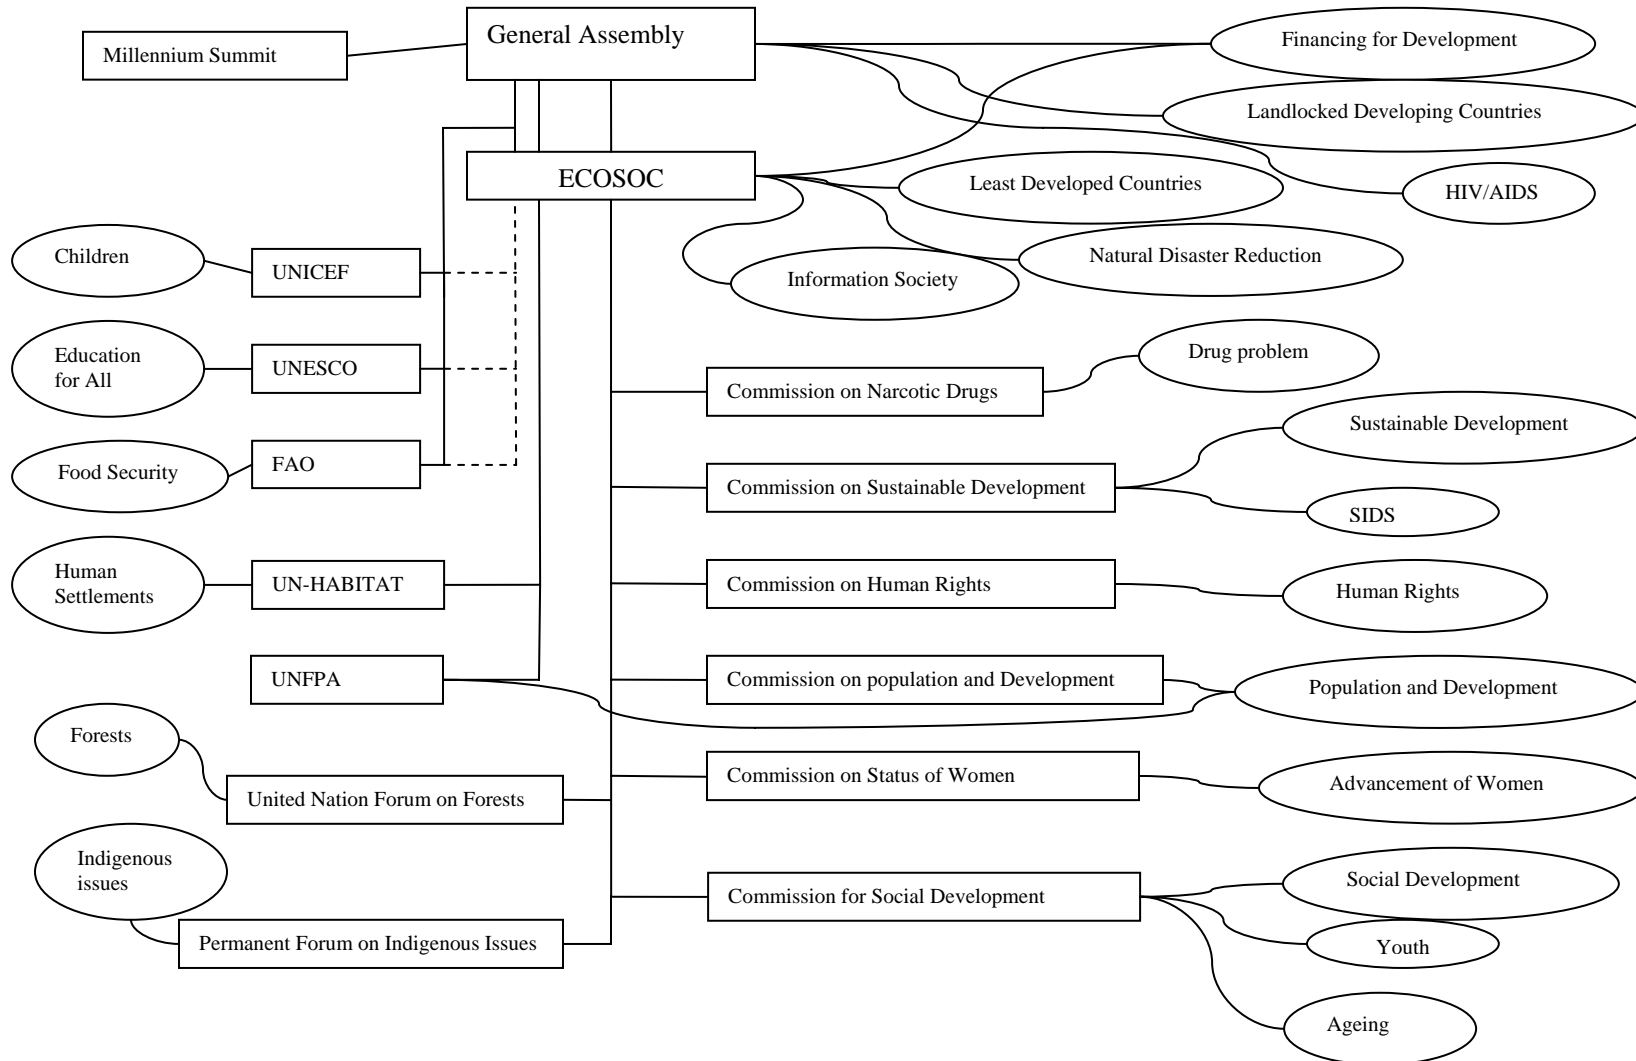 General Assembly
Millennium Summit
Financing for Development
Landlocked Developing Countries
ECOSOC
Least Developed Countries
HIV/AIDS
Children
UNICEF
Natural Disaster Reduction
Information Society
Education
for All
UNESCO
Drug problem
Commission on Narcotic Drugs
Sustainable Development
Food Security
FAO
Commission on Sustainable Development
SIDS
Human
Settlements
UN-HABITAT
Commission on Human Rights
Human Rights
UNFPA
Commission on population and Development
Population and Development
Forests
United Nation Forum on Forests
Commission on Status of Women
Advancement of Women
Indigenous
issues
Commission for Social Development
Social Development
Permanent Forum on Indigenous Issues
Youth
Ageing